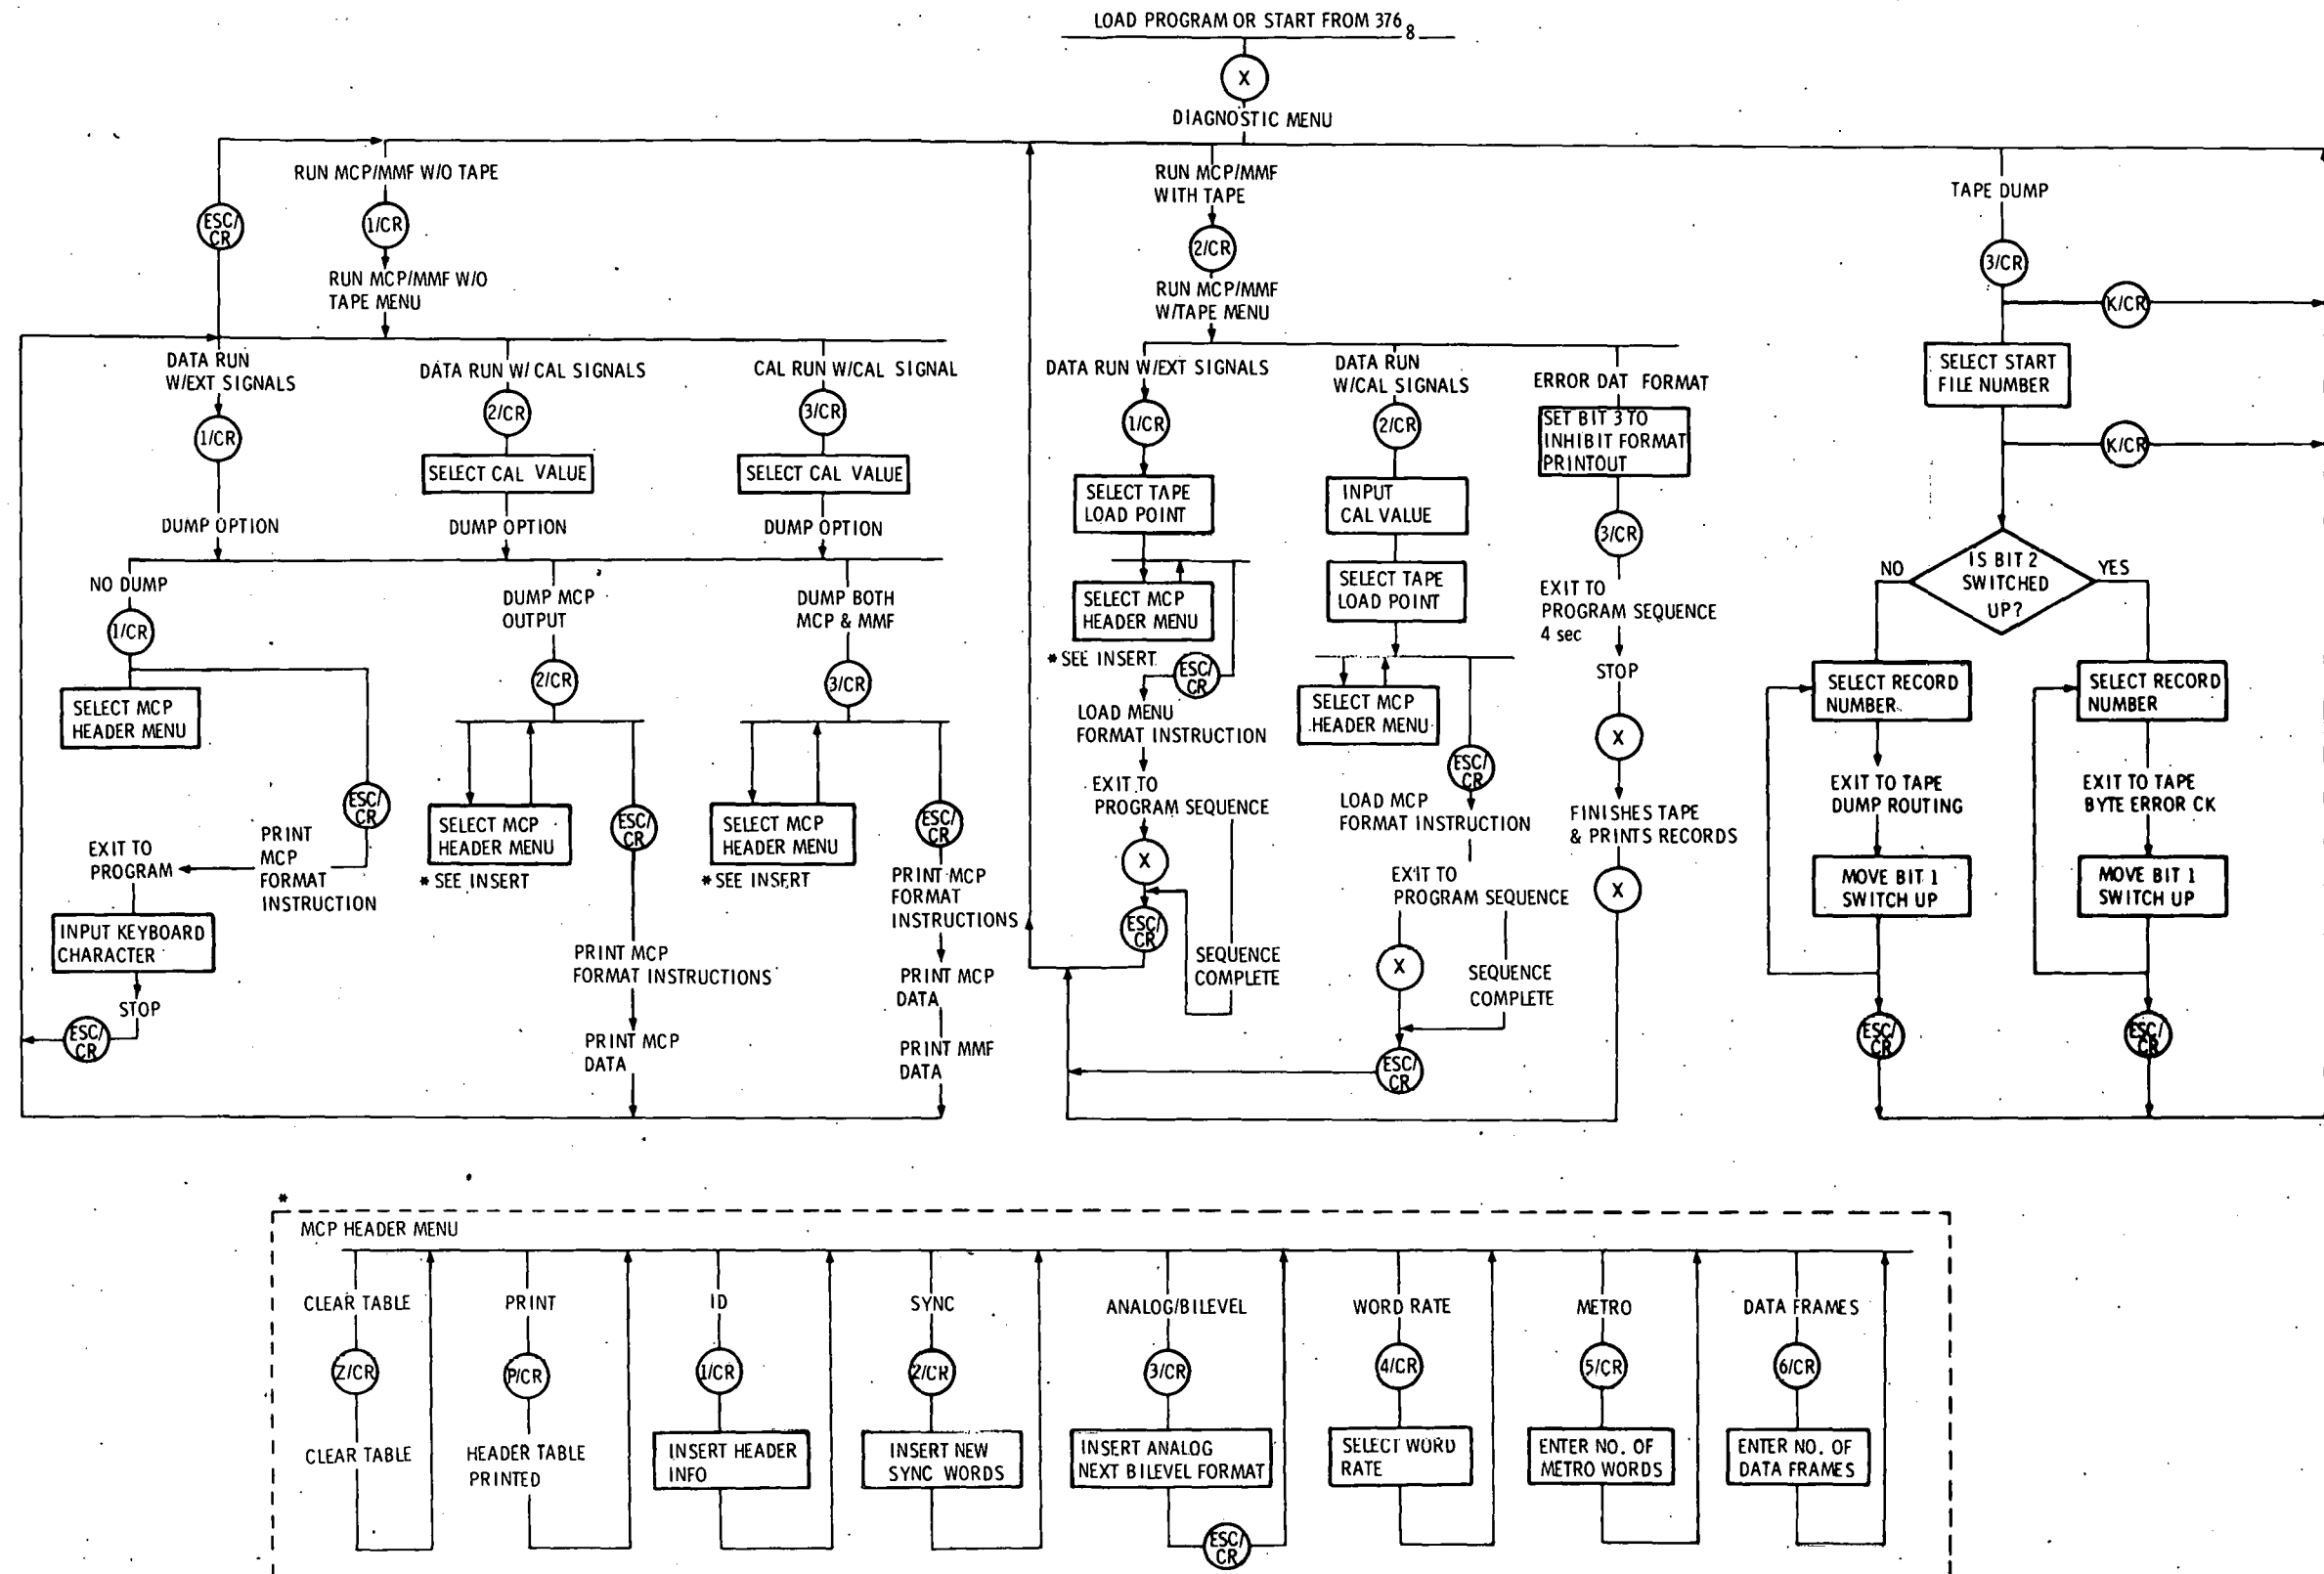 LOAD PROGRAM OR START FROM 376 8
X
DIAGNOSTIC MENU
RUN MCP/MMF W/O TAPE
ESC/
CR
1/CR
RUN MCP/MMF W/O
TAPE MENU
DATA RUN
W/EXT SIGNALS
1/CR
DATA RUN W/ CAL SIGNALS
2/CR
SELECT CAL VALUE
CAL RUN W/CAL SIGNAL
3/CR
SELECT CAL VALUE
DUMP OPTION
DUMP OPTION
DUMP OPTION
NO DUMP
1/CR
SELECT MCP
HEADER MENU
ESC/
CR
PRINT
MCP
FORMAT
INSTRUCTION
EXIT TO
PROGRAM
INPUT KEYBOARD
CHARACTER
STOP
ESC/
CR
DUMP MCP
OUTPUT
2/CR
SELECT MCP
HEADER MENU
* SEE INSERT
ESC/
CR
PRINT MCP
FORMAT INSTRUCTIONS
PRINT MCP
DATA
DUMP BOTH
MCP & MMF
3/CR
SELECT MCP
HEADER MENU
* SEE INSERT
ESC/
CR
PRINT MCP
FORMAT
INSTRUCTIONS
PRINT MCP
DATA
PRINT MMF
DATA
RUN MCP/MMF
WITH TAPE
2/CR
RUN MCP/MMF
W/TAPE MENU
DATA RUN W/EXT SIGNALS
1/CR
SELECT TAPE
LOAD POINT
SELECT MCP
HEADER MENU
* SEE INSERT
ESC/
CR
LOAD MENU
FORMAT INSTRUCTION
EXIT TO
PROGRAM SEQUENCE
X
ESC/
CR
SEQUENCE
COMPLETE
DATA RUN
W/CAL SIGNALS
2/CR
INPUT
CAL VALUE
SELECT TAPE
LOAD POINT
SELECT MCP
HEADER MENU
ESC/
CR
LOAD MCP
FORMAT INSTRUCTION
EXIT TO
PROGRAM SEQUENCE
X
SEQUENCE
COMPLETE
ESC/
CR
ERROR DAT FORMAT
SET BIT 3 TO
INHIBIT FORMAT
PRINTOUT
3/CR
EXIT TO
PROGRAM SEQUENCE
4 sec
STOP
X
FINISHES TAPE
& PRINTS RECORDS
X
TAPE DUMP
3/CR
K/CR
SELECT START
FILE NUMBER
K/CR
IS BIT 2
SWITCHED
UP?
NO
YES
SELECT RECORD
NUMBER
EXIT TO TAPE
DUMP ROUTING
MOVE BIT 1
SWITCH UP
ESC/
CR
SELECT RECORD
NUMBER
EXIT TO TAPE
BYTE ERROR CK
MOVE BIT 1
SWITCH UP
ESC/
CR
*
MCP HEADER MENU
CLEAR TABLE
Z/CR
CLEAR TABLE
PRINT
P/CR
HEADER TABLE
PRINTED
ID
1/CR
INSERT HEADER
INFO
SYNC
2/CR
INSERT NEW
SYNC WORDS
ANALOG/BILEVEL
3/CR
INSERT ANALOG
NEXT BILEVEL FORMAT
ESC/
CR
WORD RATE
4/CR
SELECT WORD
RATE
METRO
5/CR
ENTER NO. OF
METRO WORDS
DATA FRAMES
6/CR
ENTER NO. OF
DATA FRAMES